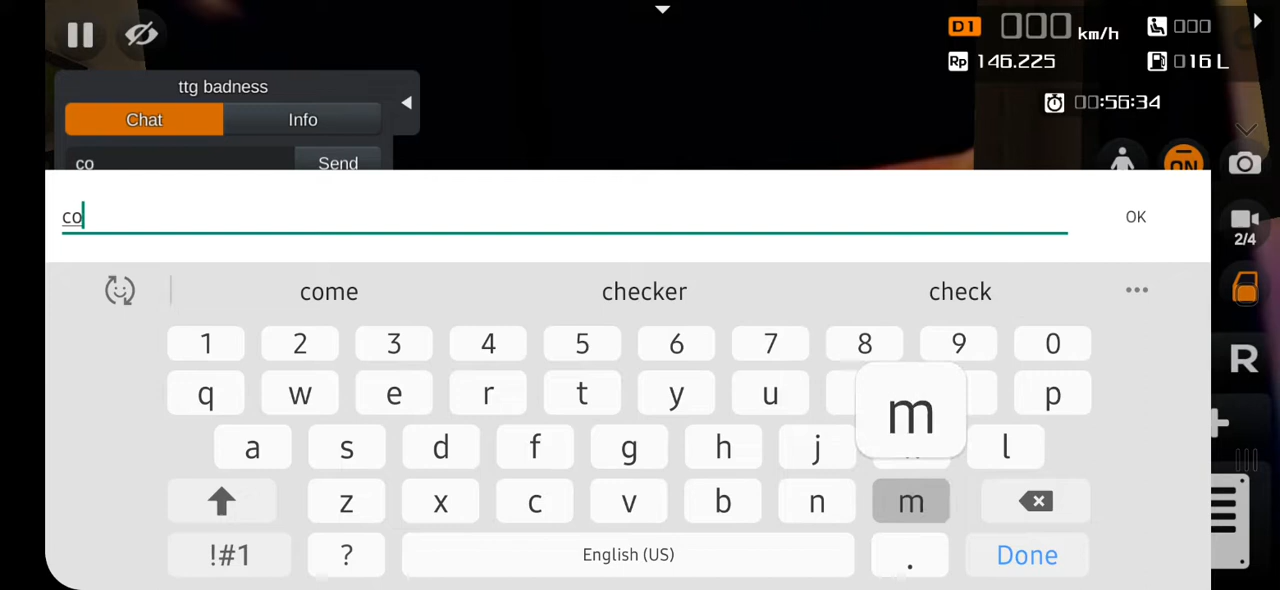 D1 000 km/h 000
Rp 146.225 016 L
00:56:34
ttg badness
Chat Info
co Send
ON
2/4
co OK
come checker check
1 2 3 4 5 6 7 8 9 0
q w e r t y u p
m
a s d f g h j l
z x c v b n m
!#1 ? English (US) . Done
R